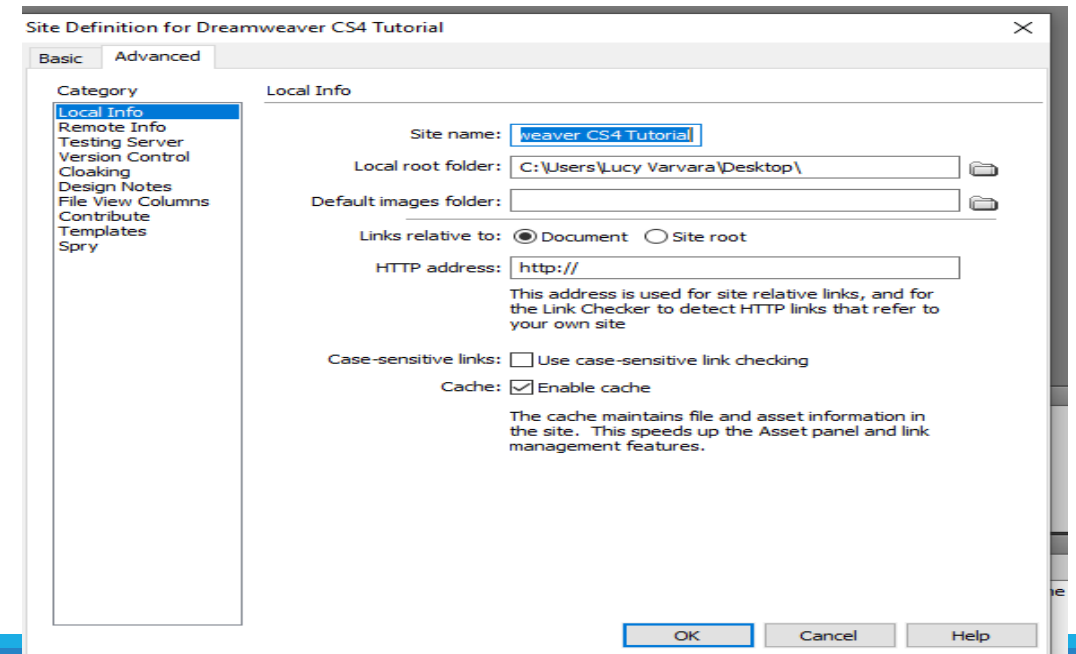 Site Definition for Dreamweaver CS4 Tutorial
Basic
Advanced
Category
Local Info
Remote Info
Testing Server
Version Control
Cloaking
Design Notes
File View Columns
Contribute
Templates
Spry
Local Info
Site name: weaver CS4 Tutorial
Local root folder: C:\Users\Lucy Varvara\Desktop\
Default images folder:
Links relative to: Document Site root
HTTP address: http://
This address is used for site relative links, and for
the Link Checker to detect HTTP links that refer to
your own site
Case-sensitive links: Use case-sensitive link checking
Cache: Enable cache
The cache maintains file and asset information in
the site. This speeds up the Asset panel and link
management features.
OK Cancel Help